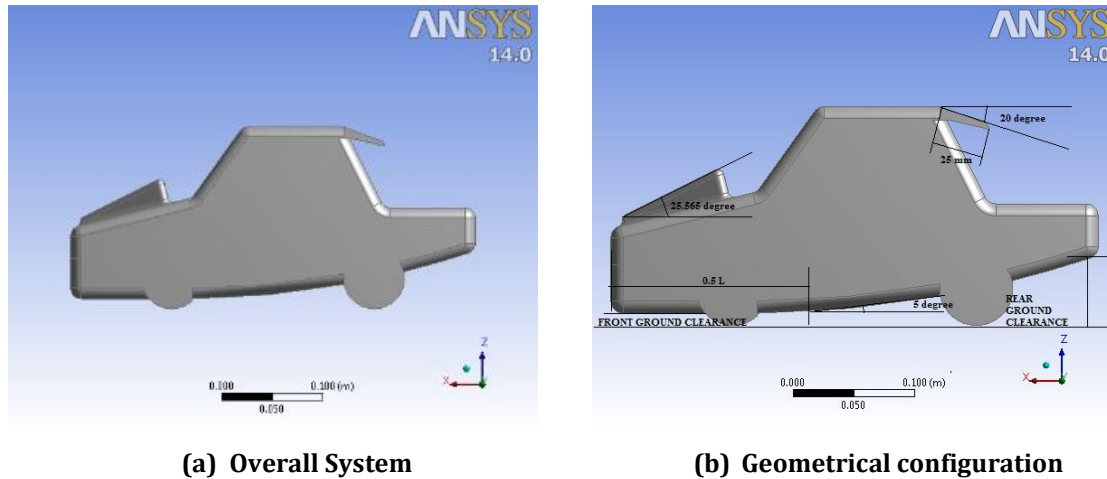 ANSYS
14.0
Z
X
Y
0.000
0.100 (m)
0.050
(a) Overall System
ANSYS
14.0
20 degree
25 mm
25.565 degree
0.5 L
5 degree
REAR
GROUND
CLEARANCE
FRONT GROUND CLEARANCE
Z
X
Y
0.000
0.100 (m)
0.050
(b) Geometrical configuration